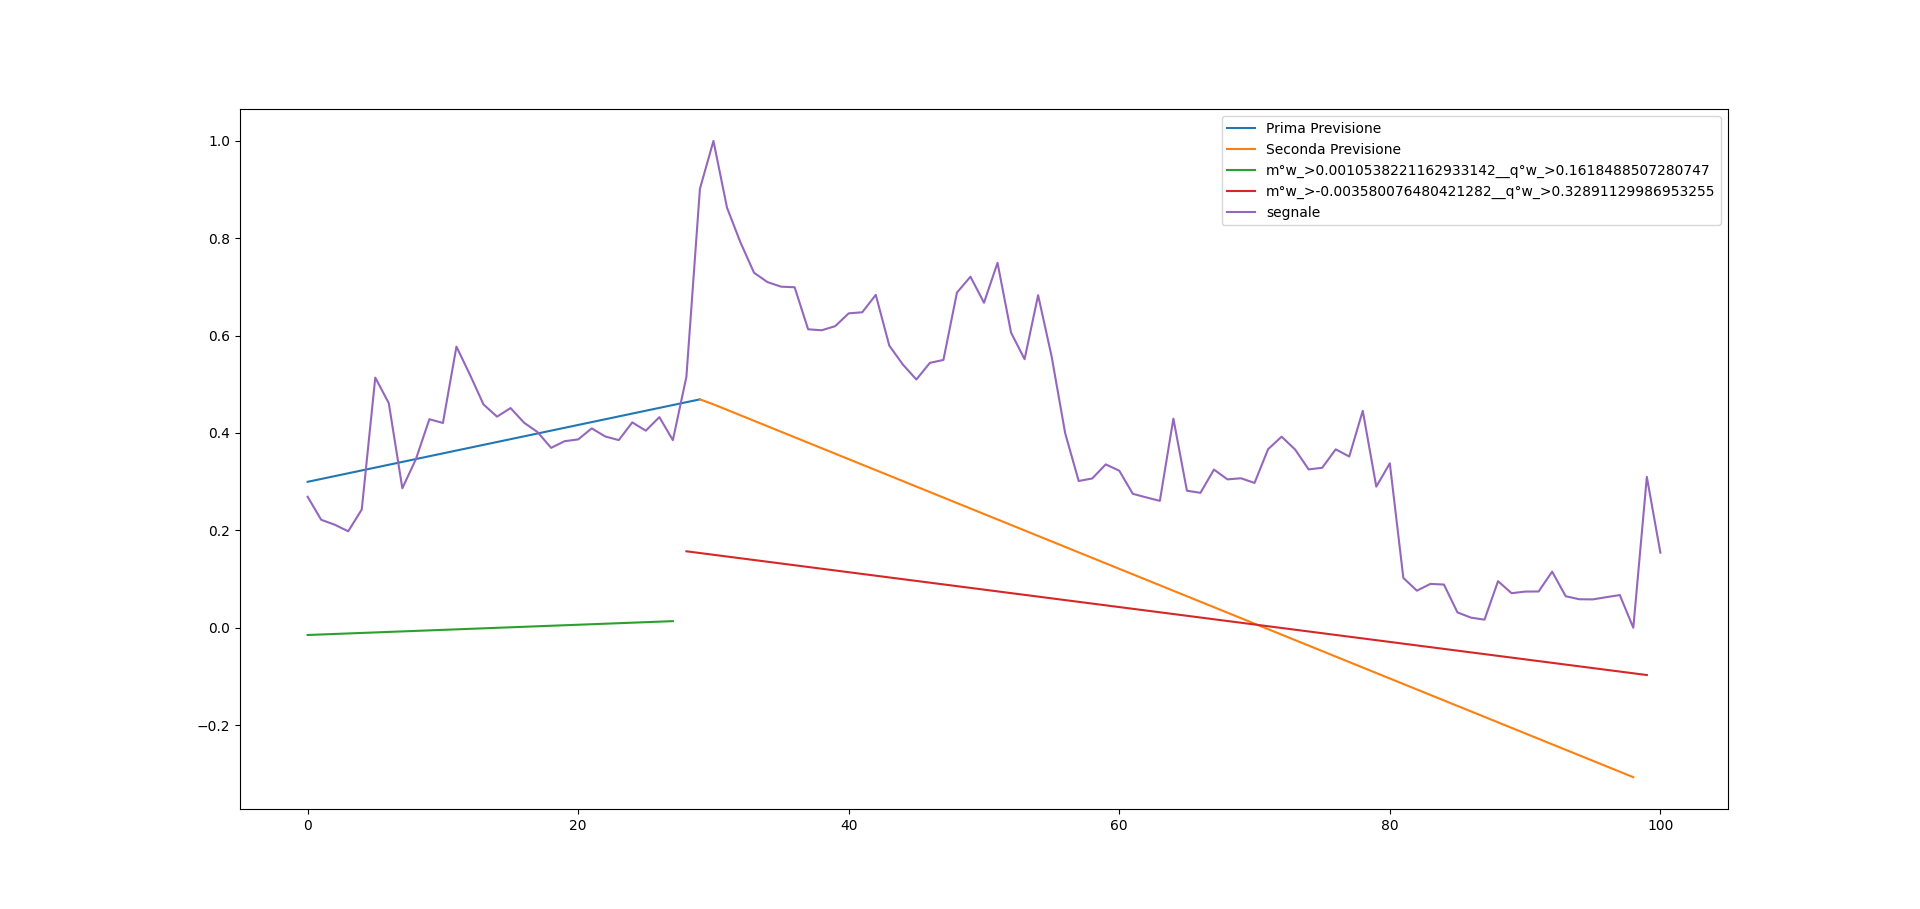 Prima Previsione
Seconda Previsione
m°w_>0.0010538221162933142__q°w_>0.1618488507280747
m°w_>-0.003580076480421282__q°w_>0.32891129986953255
segnale
1.0
0.8
0.6
0.4
0.2
0.0
−0.2
0 20 40 60 80 100